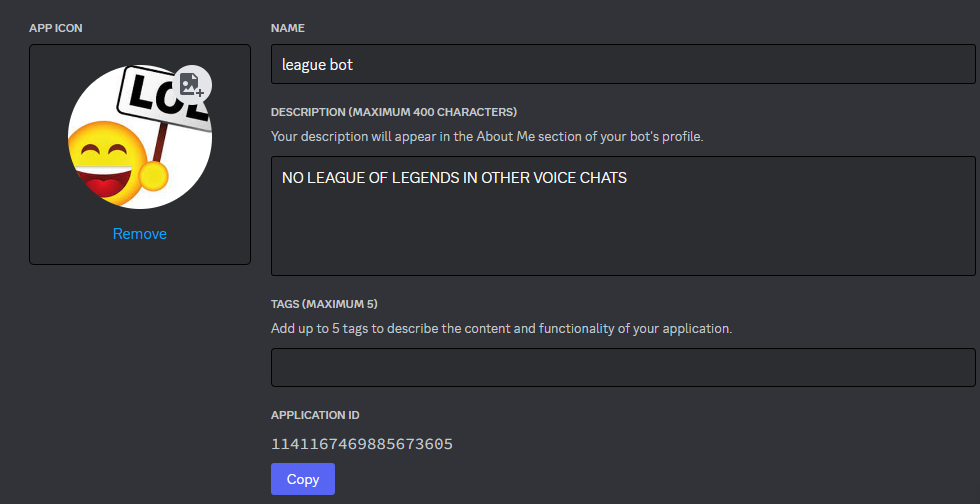 APP ICON
LOL
Remove
NAME
league bot
DESCRIPTION (MAXIMUM 400 CHARACTERS)
Your description will appear in the About Me section of your bot's profile.
NO LEAGUE OF LEGENDS IN OTHER VOICE CHATS
TAGS (MAXIMUM 5)
Add up to 5 tags to describe the content and functionality of your application.
APPLICATION ID
1141167469885673605
Copy